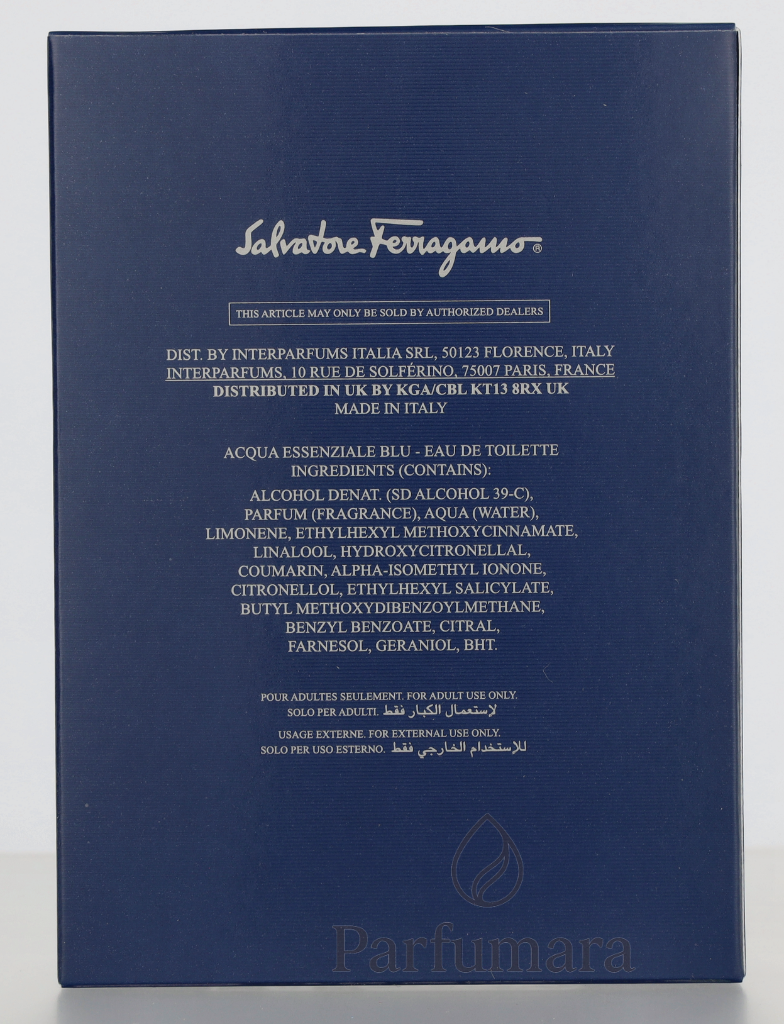 Salvatore Ferragamo®
THIS ARTICLE MAY ONLY BE SOLD BY AUTHORIZED DEALERS
DIST. BY INTERPARFUMS ITALIA SRL, 50123 FLORENCE, ITALY
INTERPARFUMS, 10 RUE DE SOLFÉRINO, 75007 PARIS, FRANCE
DISTRIBUTED IN UK BY KGA/CBL KT13 8RX UK
MADE IN ITALY
ACQUA ESSENZIALE BLU - EAU DE TOILETTE
INGREDIENTS (CONTAINS):
ALCOHOL DENAT. (SD ALCOHOL 39-C),
PARFUM (FRAGRANCE), AQUA (WATER),
LIMONENE, ETHYLHEXYL METHOXYCINNAMATE,
LINALOOL, HYDROXYCITRONELLAL,
COUMARIN, ALPHA-ISOMETHYL IONONE,
CITRONELLOL, ETHYLHEXYL SALICYLATE,
BUTYL METHOXYDIBENZOYLMETHANE,
BENZYL BENZOATE, CITRAL,
FARNESOL, GERANIOL, BHT.
POUR ADULTES SEULEMENT. FOR ADULT USE ONLY.
SOLO PER ADULTI. لإستعمال الكبار فقط
USAGE EXTERNE. FOR EXTERNAL USE ONLY.
SOLO PER USO ESTERNO. للإستخدام الخارجي فقط
Parfumara